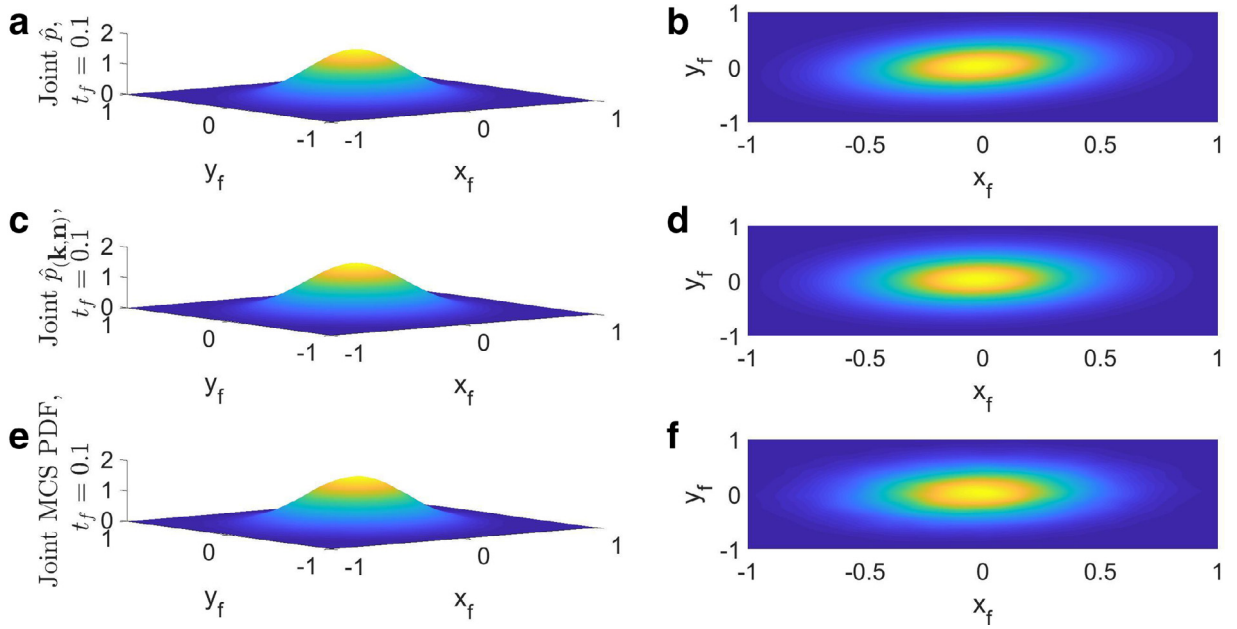 a
Joint p̂,
t_f = 0.1
2
1
0
1
0
-1
-1
0
1
y_f
x_f
b
1
0
-1
y_f
-1
-0.5
0
0.5
1
x_f
c
Joint p̂_(k,n),
t_f = 0.1
2
1
0
1
0
-1
-1
0
1
y_f
x_f
d
1
0
-1
y_f
-1
-0.5
0
0.5
1
x_f
e
Joint MCS PDF,
t_f = 0.1
2
1
0
1
0
-1
-1
0
1
y_f
x_f
f
1
0
-1
y_f
-1
-0.5
0
0.5
1
x_f